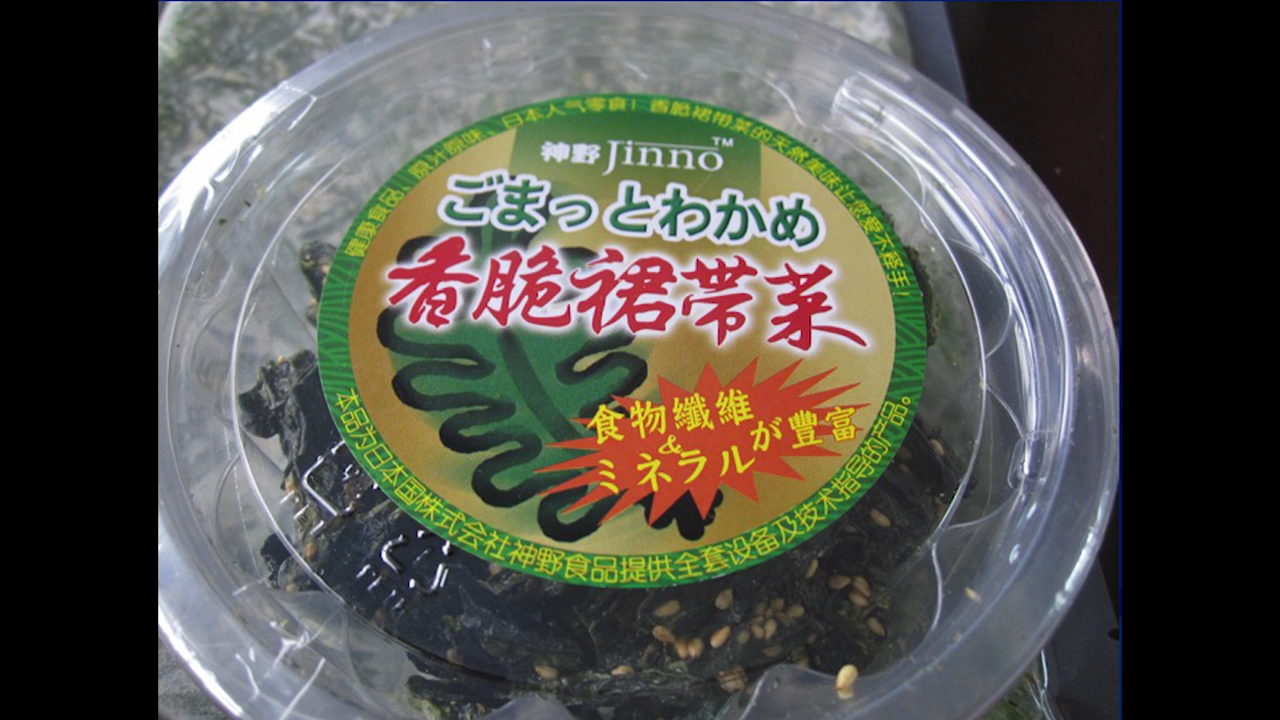 健康食品、原汁原味、日本人气零食!香脆裙带菜的天然美味让您爱不释手!
神野 Jinno™
ごまっとわかめ
香脆裙带菜
食物纖維
&
ミネラルが豐富
本品为日本国株式会社神野食品提供全套设备及技术指导的产品。